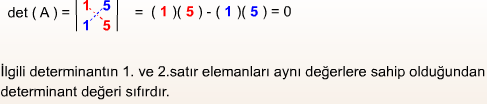 det ( A ) = | 1 5 | = ( 1 )( 5 ) - ( 1 )( 5 ) = 0
1 5
İlgili determinantın 1. ve 2.satır elemanları aynı değerlere sahip olduğundan
determinant değeri sıfırdır.